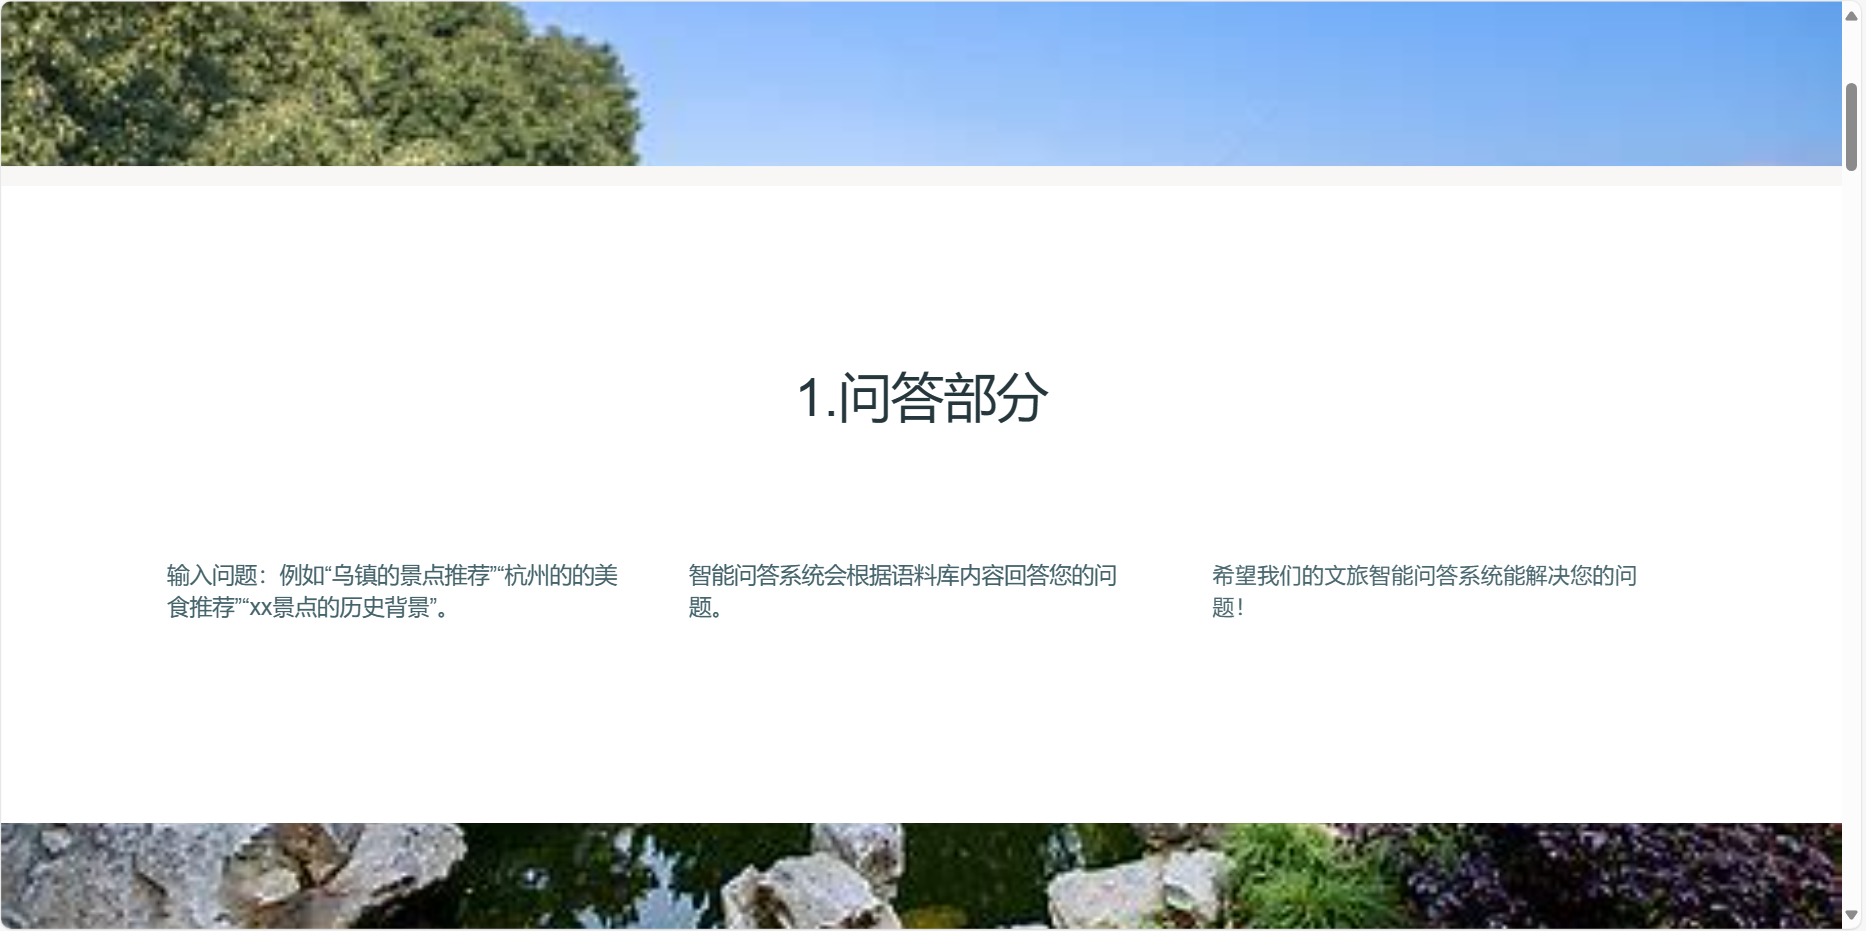 1.问答部分
输入问题：例如“乌镇的景点推荐”“杭州的的美
食推荐”“xx景点的历史背景”。
智能问答系统会根据语料库内容回答您的问
题。
希望我们的文旅智能问答系统能解决您的问
题！